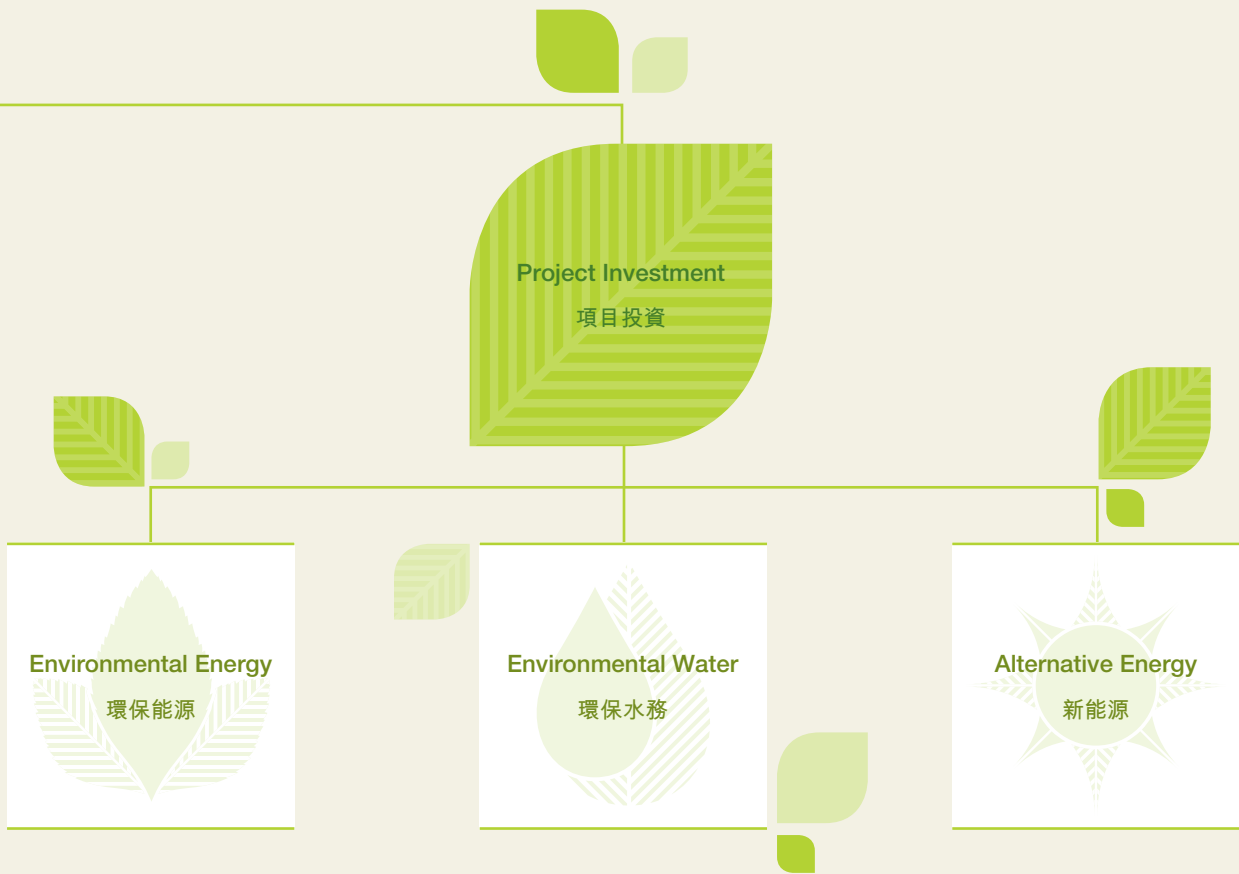 Project Investment
項目投資
Environmental Energy
環保能源
Environmental Water
環保水務
Alternative Energy
新能源